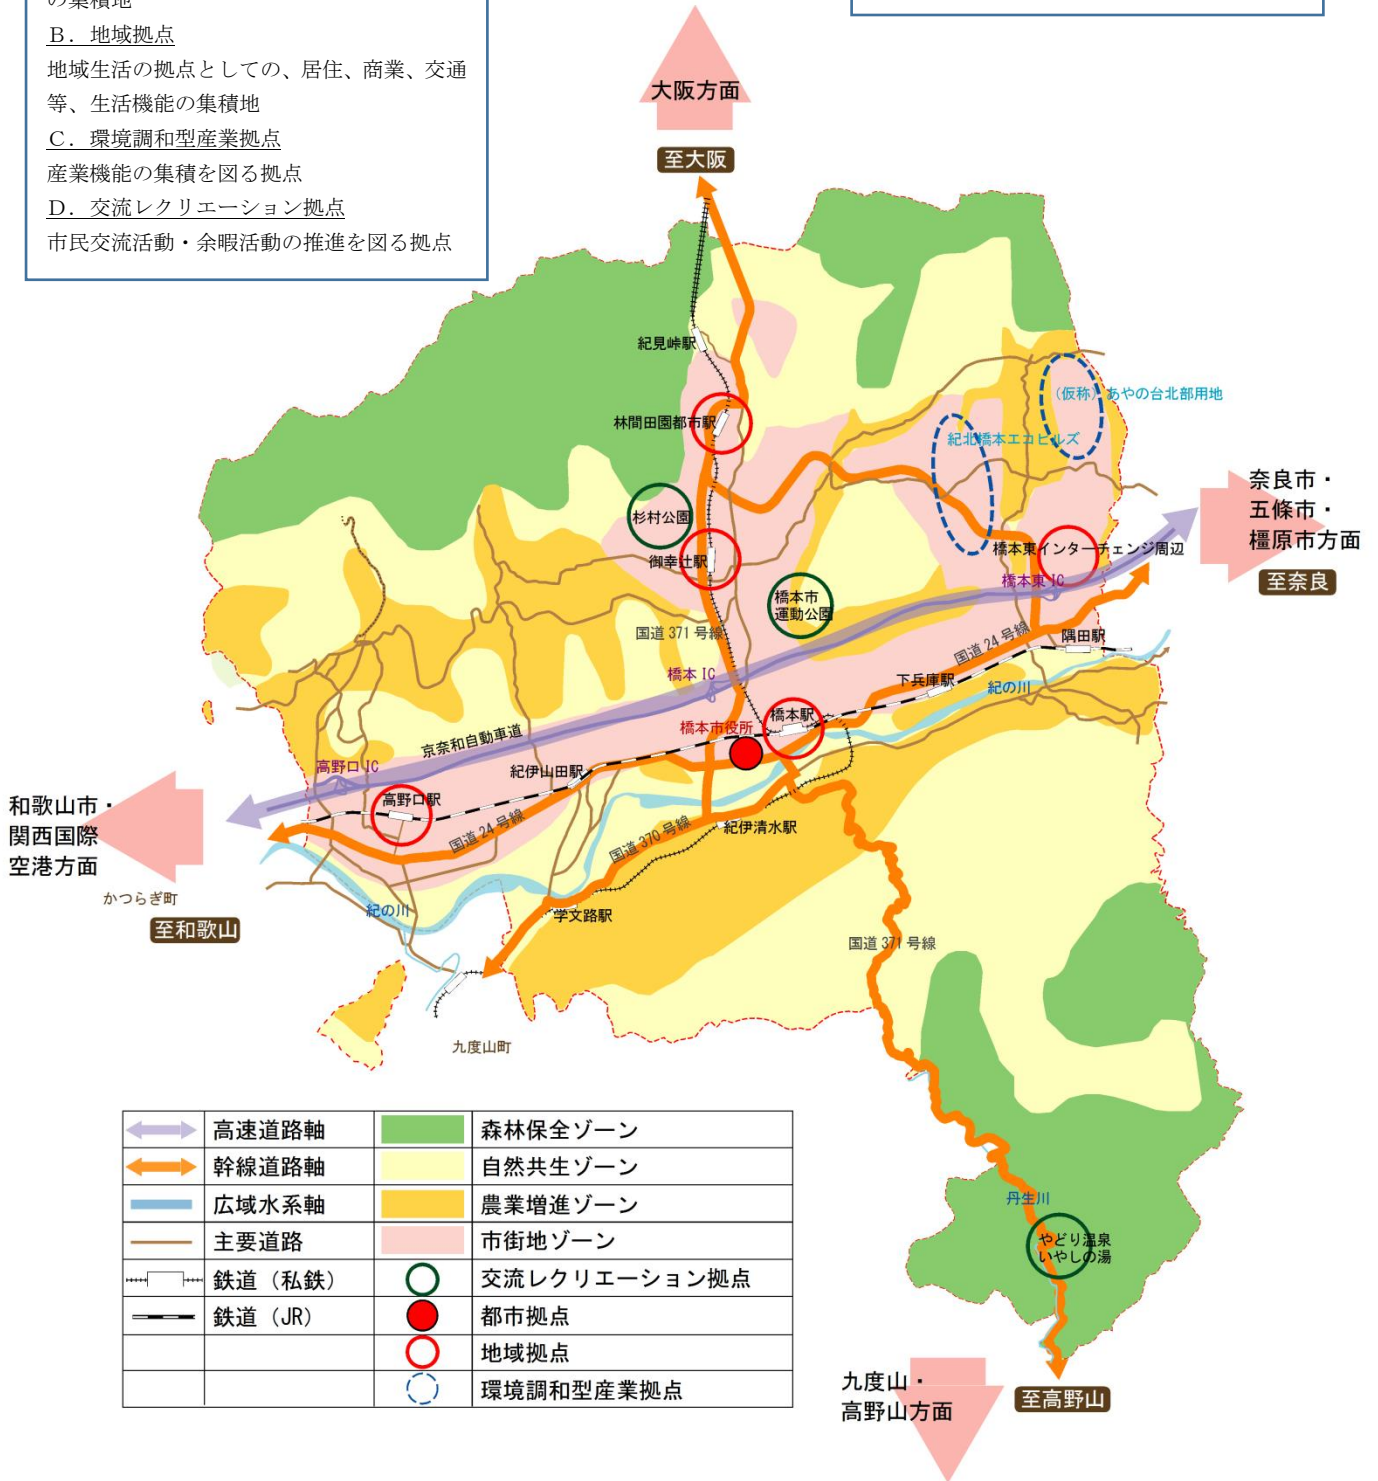 の集積地
Ｂ．地域拠点
地域生活の拠点としての、居住、商業、交通
等、生活機能の集積地
Ｃ．環境調和型産業拠点
産業機能の集積を図る拠点
Ｄ．交流レクリエーション拠点
市民交流活動・余暇活動の推進を図る拠点
大阪方面
至大阪
紀見峠駅
林間田園都市駅
（仮称）あやの台北部用地
紀北橋本エコヒルズ
杉村公園
御幸辻駅
橋本東インターチェンジ周辺
奈良市・
五條市・
橿原市方面
至奈良
橋本東IC
橋本市
運動公園
国道371号線
国道24号線
隅田駅
橋本IC
下兵庫駅
紀の川
橋本駅
橋本市役所
京奈和自動車道
高野口IC
紀伊山田駅
高野口駅
国道24号線
国道370号線
紀伊清水駅
和歌山市・
関西国際
空港方面
かつらぎ町
至和歌山
紀の川
学文路駅
国道371号線
九度山町
丹生川
やどり温泉
いやしの湯
高速道路軸
森林保全ゾーン
幹線道路軸
自然共生ゾーン
広域水系軸
農業増進ゾーン
主要道路
市街地ゾーン
鉄道（私鉄）
交流レクリエーション拠点
鉄道（JR）
都市拠点
地域拠点
環境調和型産業拠点
九度山・
高野山方面
至高野山